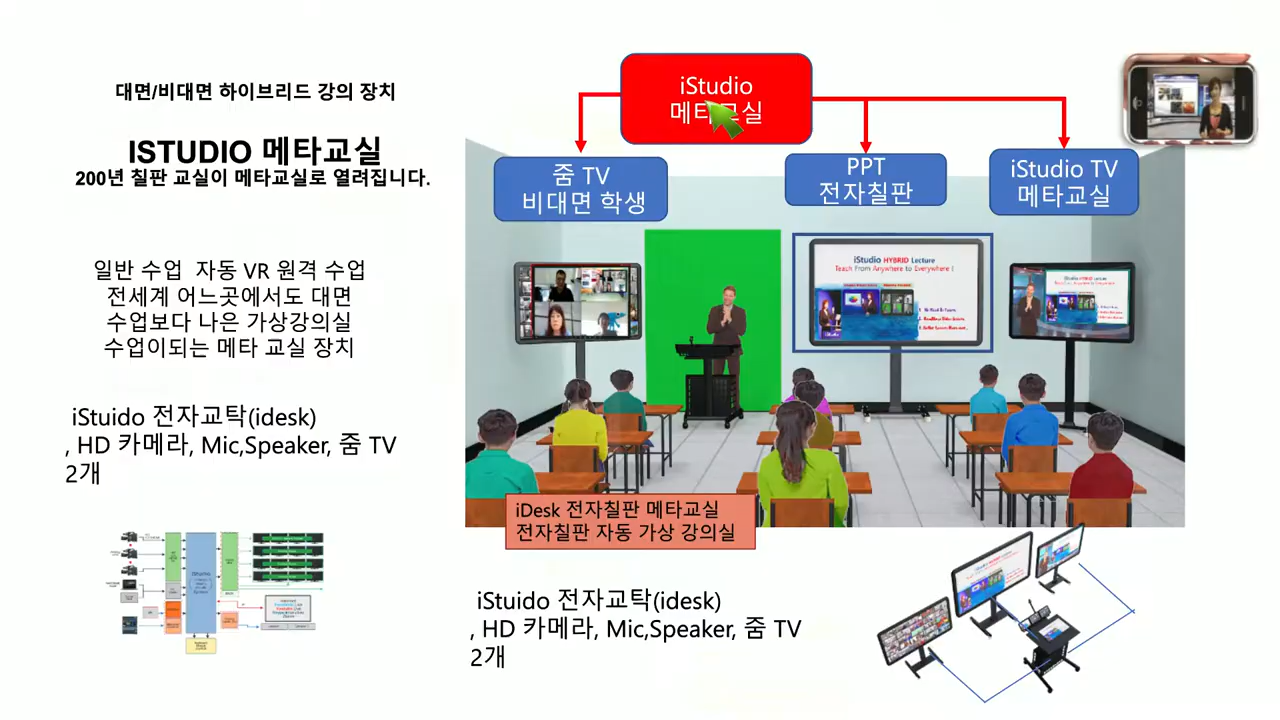 대면/비대면 하이브리드 강의 장치
ISTUDIO 메타교실
200년 칠판 교실이 메타교실로 열려집니다.
일반 수업 자동 VR 원격 수업
전세계 어느곳에서도 대면
수업보다 나은 가상강의실
수업이되는 메타 교실 장치
iStuido 전자교탁(idesk)
, HD 카메라, Mic,Speaker, 줌 TV
2개
iStudio
메타교실
줌 TV
비대면 학생
PPT
전자칠판
iStudio TV
메타교실
iStudio HYBRID Lecture
Teach From Anywhere to Everywhere !
iStudio HYBRID Lecture
iDesk 전자칠판 메타교실
전자칠판 자동 가상 강의실
iStuido 전자교탁(idesk)
, HD 카메라, Mic,Speaker, 줌 TV
2개